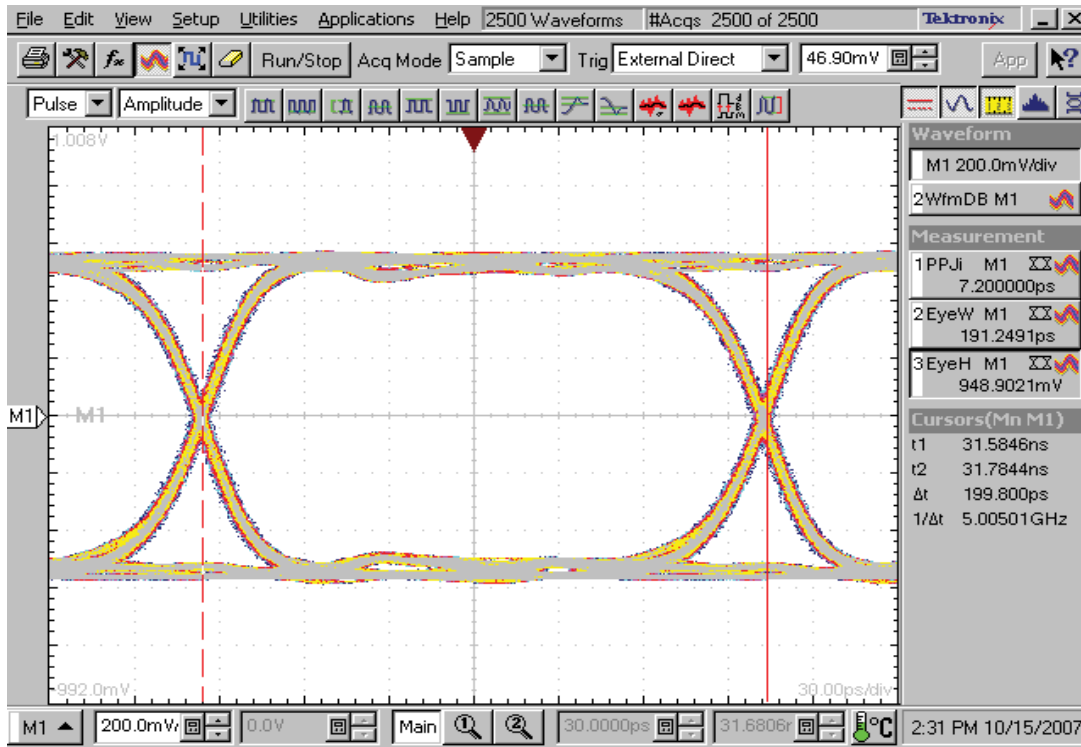 File Edit View Setup Utilities Applications Help 2500 Waveforms #Acqs 2500 of 2500 Tektronix
Run/Stop Acq Mode Sample Trig External Direct 46.90mV App
Pulse Amplitude
1.008V
Waveform
M1 200.0mV/div
2WfmDB M1
Measurement
1PPJi M1
7.200000ps
2EyeW M1
191.2491ps
3EyeH M1
948.9021mV
M1 M1
Cursors(Mn M1)
t1 31.5846ns
t2 31.7844ns
Δt 199.800ps
1/Δt 5.00501GHz
-992.0mV 30.00ps/div
M1 200.0mV 0.0V Main 1 2 30.0000ps 31.6806r °C 2:31 PM 10/15/2007